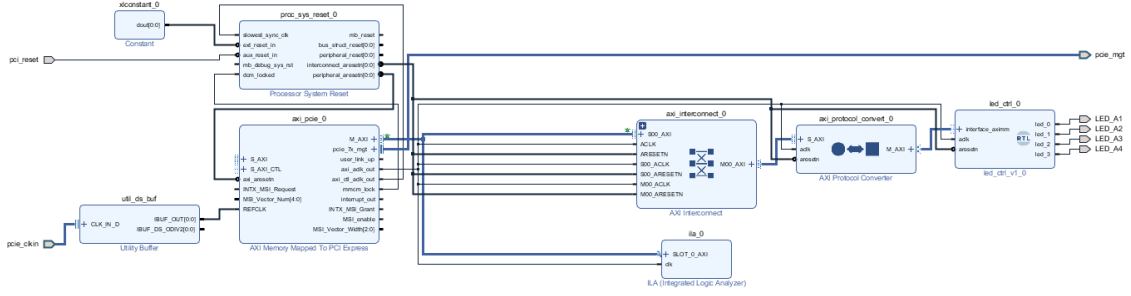 xlconstant_0
dout[0:0]
Constant
pci_reset
proc_sys_reset_0
slowest_sync_clk
ext_reset_in
aux_reset_in
mb_debug_sys_rst
dcm_locked
mb_reset
bus_struct_reset[0:0]
peripheral_reset[0:0]
interconnect_aresetn[0:0]
peripheral_aresetn[0:0]
Processor System Reset
pcie_mgt
axi_pcie_0
S_AXI
S_AXI_CTL
axi_aresetn
INTX_MSI_Request
MSI_Vector_Num[4:0]
REFCLK
M_AXI
pcie_7x_mgt
user_link_up
axi_aclk_out
axi_ctl_aclk_out
mmcm_lock
interrupt_out
INTX_MSI_Grant
MSI_enable
MSI_Vector_Width[2:0]
AXI Memory Mapped To PCI Express
pcie_clkin
util_ds_buf
CLK_IN_D
IBUF_OUT[0:0]
IBUF_DS_ODIV2[0:0]
Utility Buffer
axi_interconnect_0
S00_AXI
ACLK
ARESETN
S00_ACLK
S00_ARESETN
M00_ACLK
M00_ARESETN
M00_AXI
AXI Interconnect
axi_protocol_convert_0
S_AXI
aclk
aresetn
M_AXI
AXI Protocol Converter
led_ctrl_0
interface_aximm
aclk
aresetn
RTL
led_0
led_1
led_2
led_3
led_ctrl_v1_0
LED_A1
LED_A2
LED_A3
LED_A4
ila_0
SLOT_0_AXI
clk
ILA (Integrated Logic Analyzer)